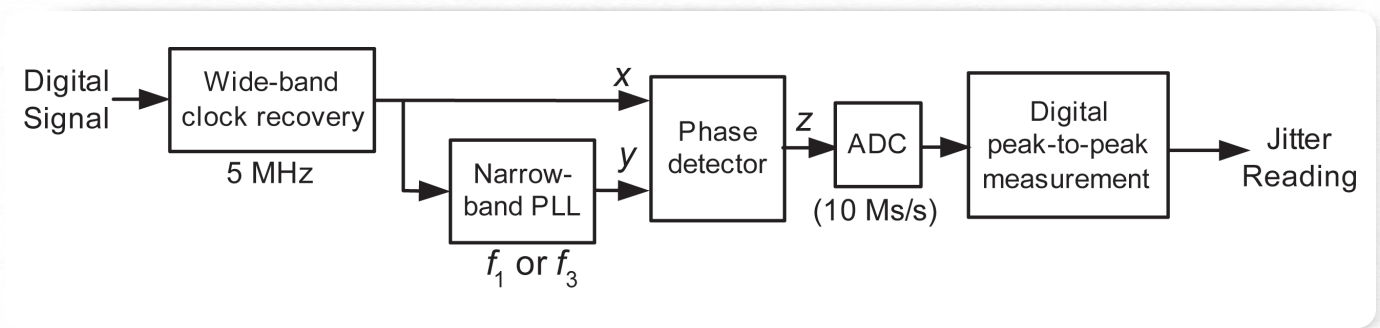 Digital
Signal
Wide-band
clock recovery
5 MHz
Narrow-
band PLL
f1 or f3
x
y
Phase
detector
z
ADC
(10 Ms/s)
Digital
peak-to-peak
measurement
Jitter
Reading